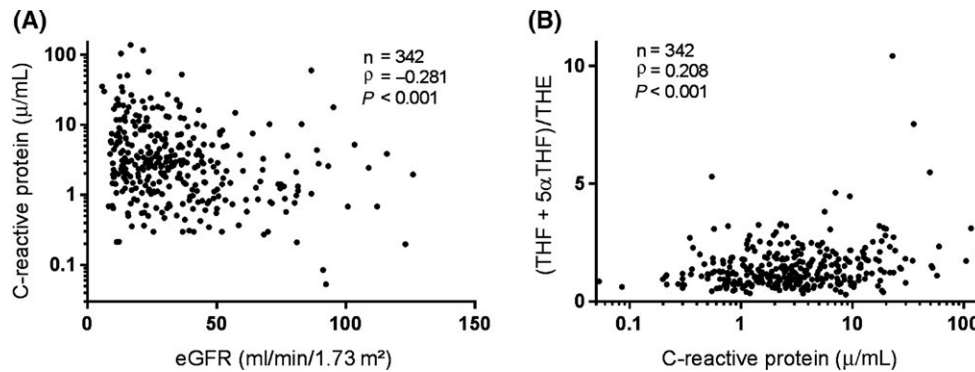 (A)
C-reactive protein (μ/mL)
100
10
1
0.1
n = 342
ρ = –0.281
P < 0.001
0
50
100
150
eGFR (ml/min/1.73 m²)
(B)
(THF + 5αTHF)/THE
10
5
0
n = 342
ρ = 0.208
P < 0.001
0.1
1
10
100
C-reactive protein (μ/mL)